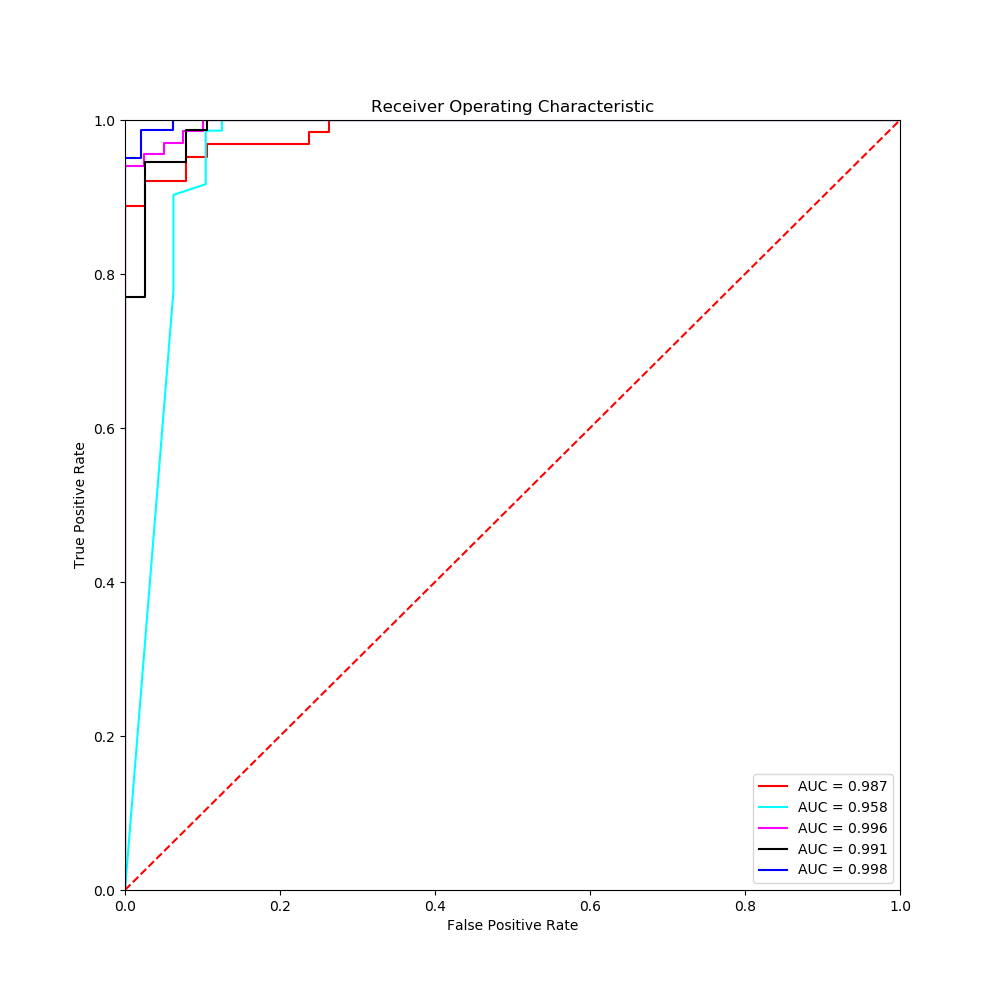 Receiver Operating Characteristic
1.0
0.8
0.6
0.4
0.2
0.0
True Positive Rate
AUC = 0.987
AUC = 0.958
AUC = 0.996
AUC = 0.991
AUC = 0.998
0.0 0.2 0.4 0.6 0.8 1.0
False Positive Rate